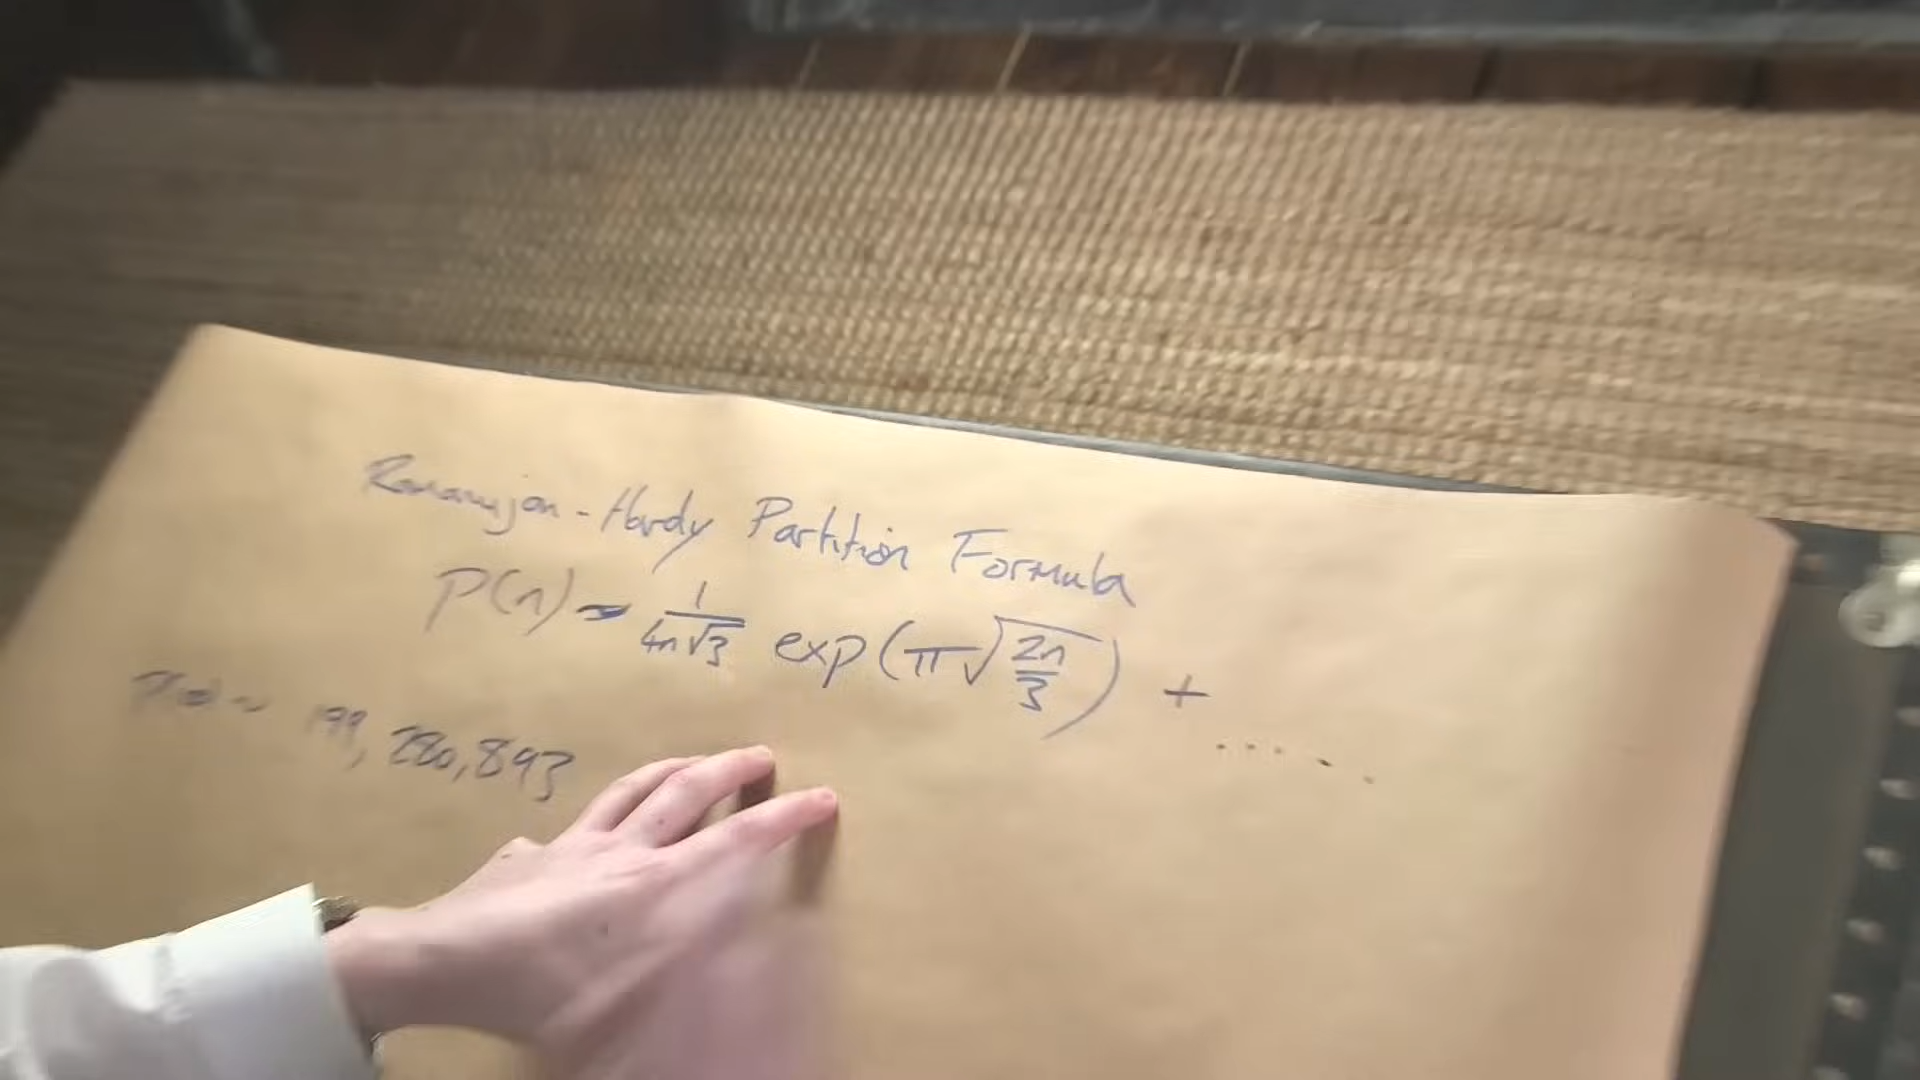 Ramanujan - Hardy Partition Formula
P(n) ~ 1/(4n√3) exp(π√(2n/3)) +
.....
~ 199,280,893